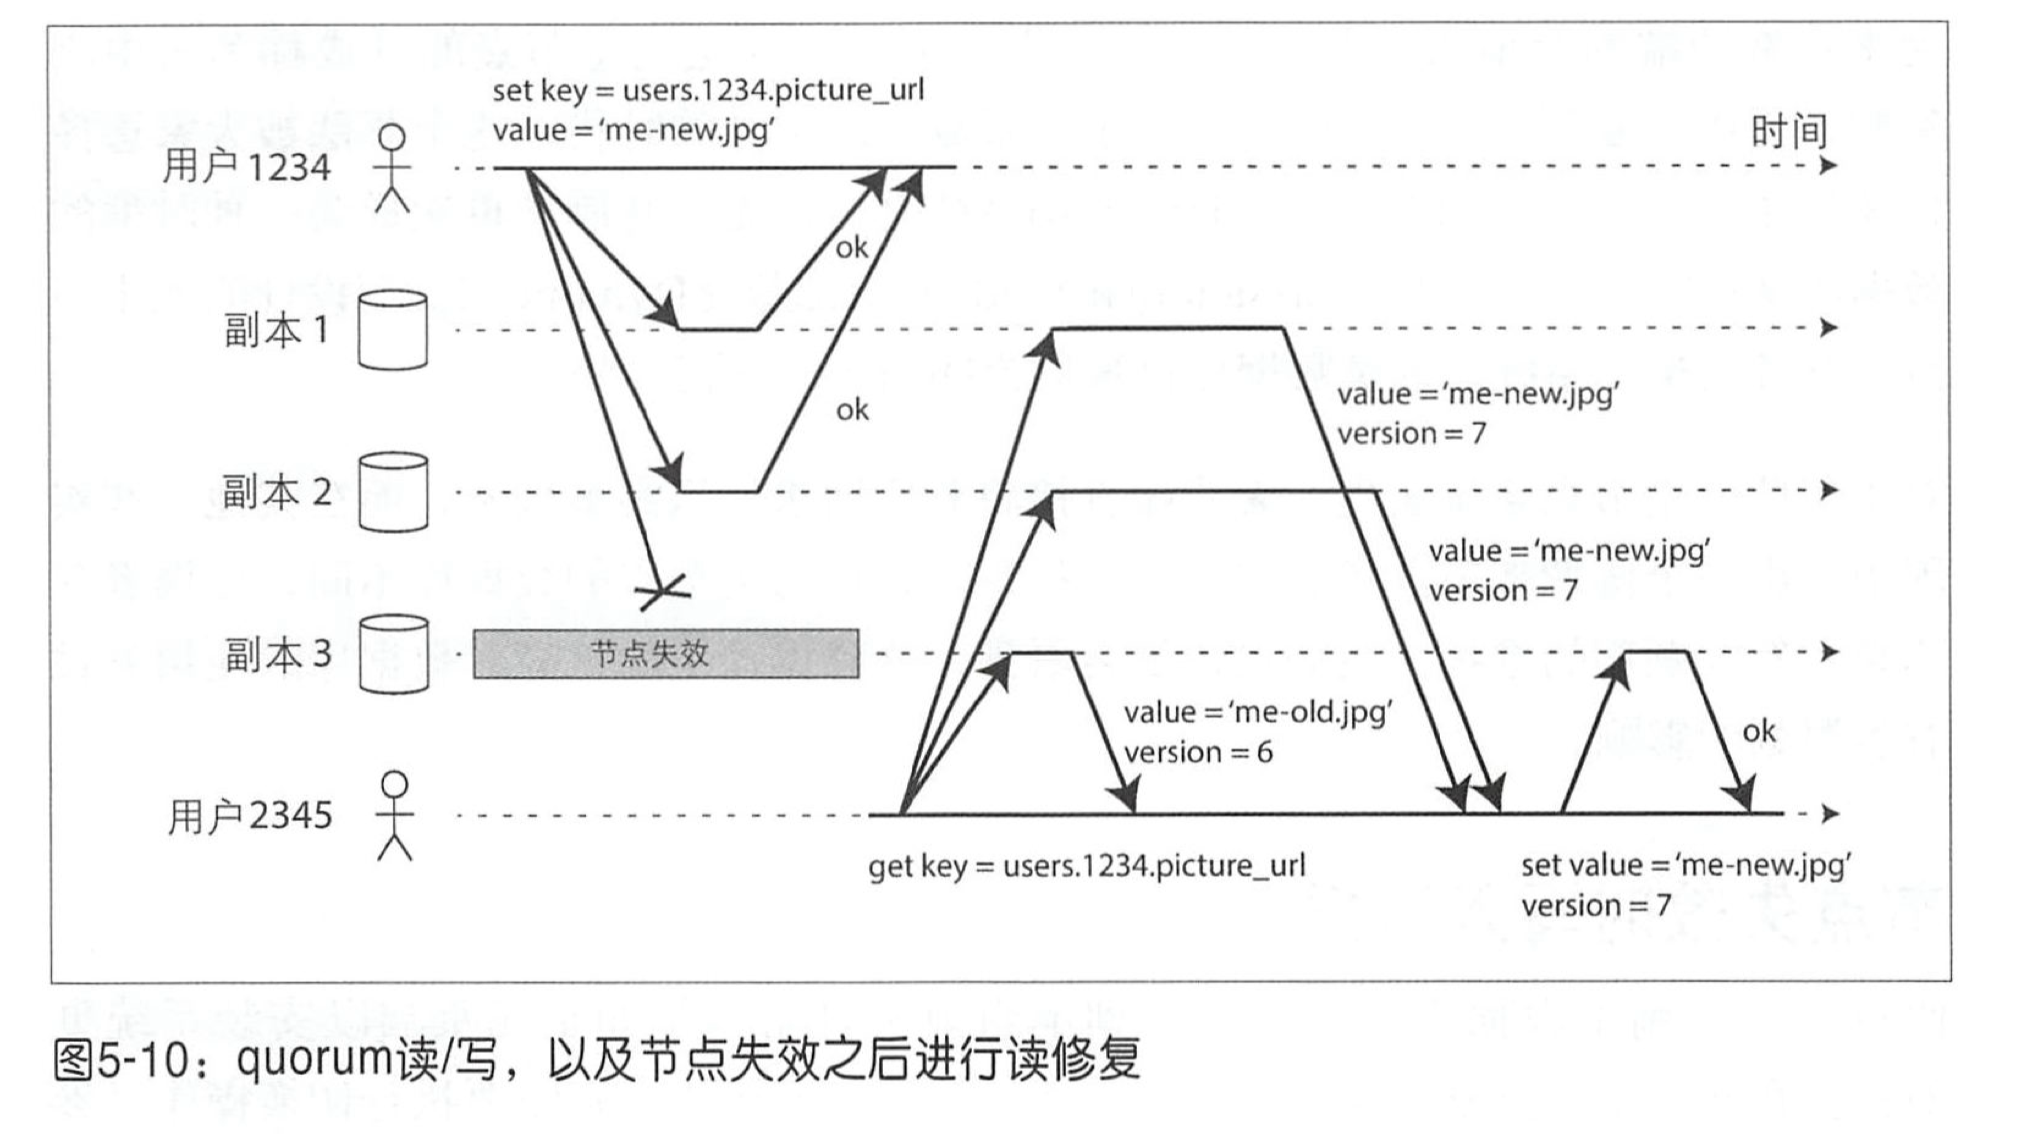 set key = users.1234.picture_url
value = ‘me-new.jpg’
时间
用户1234
ok
副本1
value = ‘me-new.jpg’
version = 7
ok
副本2
value = ‘me-new.jpg’
version = 7
副本3
节点失效
value = ‘me-old.jpg’
version = 6
ok
用户2345
get key = users.1234.picture_url
set value = ‘me-new.jpg’
version = 7
图5-10：quorum读/写，以及节点失效之后进行读修复